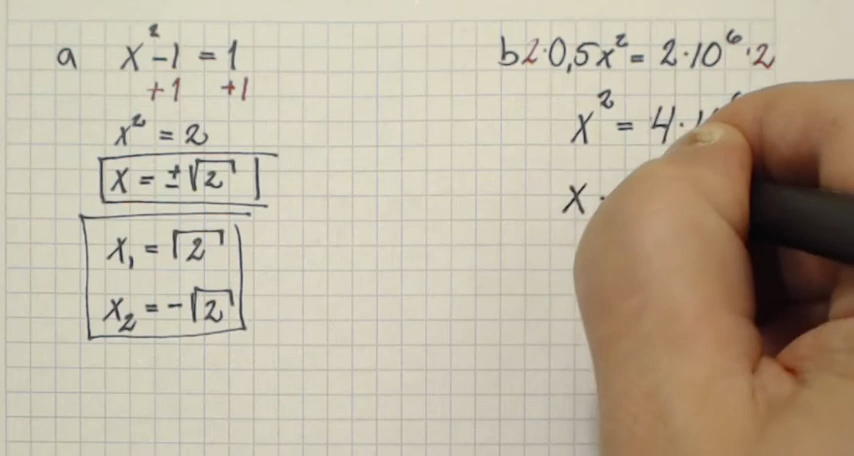 a x² - 1 = 1
+1 +1
x² = 2
x = ±√2
x₁ = √2
x₂ = -√2
b 2·0,5x² = 2·10⁶·2
x² = 4·
x